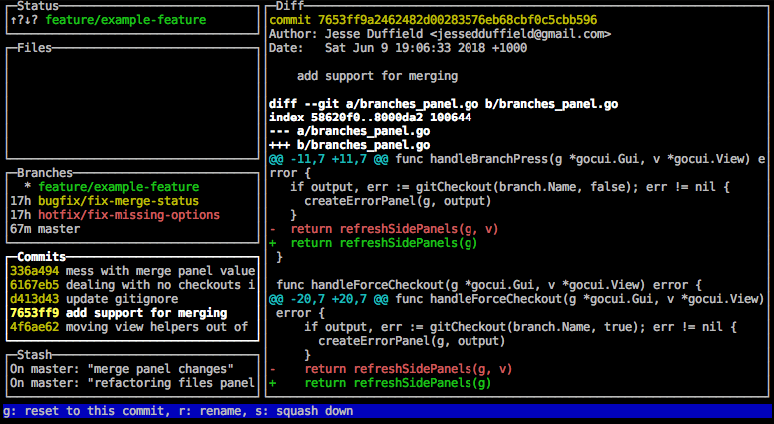 Status
↑?↓? feature/example-feature
Files
Branches
* feature/example-feature
17h bugfix/fix-merge-status
17h hotfix/fix-missing-options
67m master
Commits
336a494 mess with merge panel value
6167eb5 dealing with no checkouts i
d413d43 update gitignore
7653ff9 add support for merging
4f6ae62 moving view helpers out of
Stash
On master: "merge panel changes"
On master: "refactoring files panel
Diff
commit 7653ff9a2462482d00283576eb68cbf0c5cbb596
Author: Jesse Duffield <jessedduffield@gmail.com>
Date:   Sat Jun 9 19:06:33 2018 +1000
add support for merging
diff --git a/branches_panel.go b/branches_panel.go
index 58620f0..8000da2 100644
--- a/branches_panel.go
+++ b/branches_panel.go
@@ -11,7 +11,7 @@ func handleBranchPress(g *gocui.Gui, v *gocui.View) e
rror {
if output, err := gitCheckout(branch.Name, false); err != nil {
createErrorPanel(g, output)
}
-  return refreshSidePanels(g, v)
+  return refreshSidePanels(g)
}
func handleForceCheckout(g *gocui.Gui, v *gocui.View) error {
@@ -20,7 +20,7 @@ func handleForceCheckout(g *gocui.Gui, v *gocui.View)
error {
if output, err := gitCheckout(branch.Name, true); err != nil {
createErrorPanel(g, output)
}
-    return refreshSidePanels(g, v)
+    return refreshSidePanels(g)
g: reset to this commit, r: rename, s: squash down